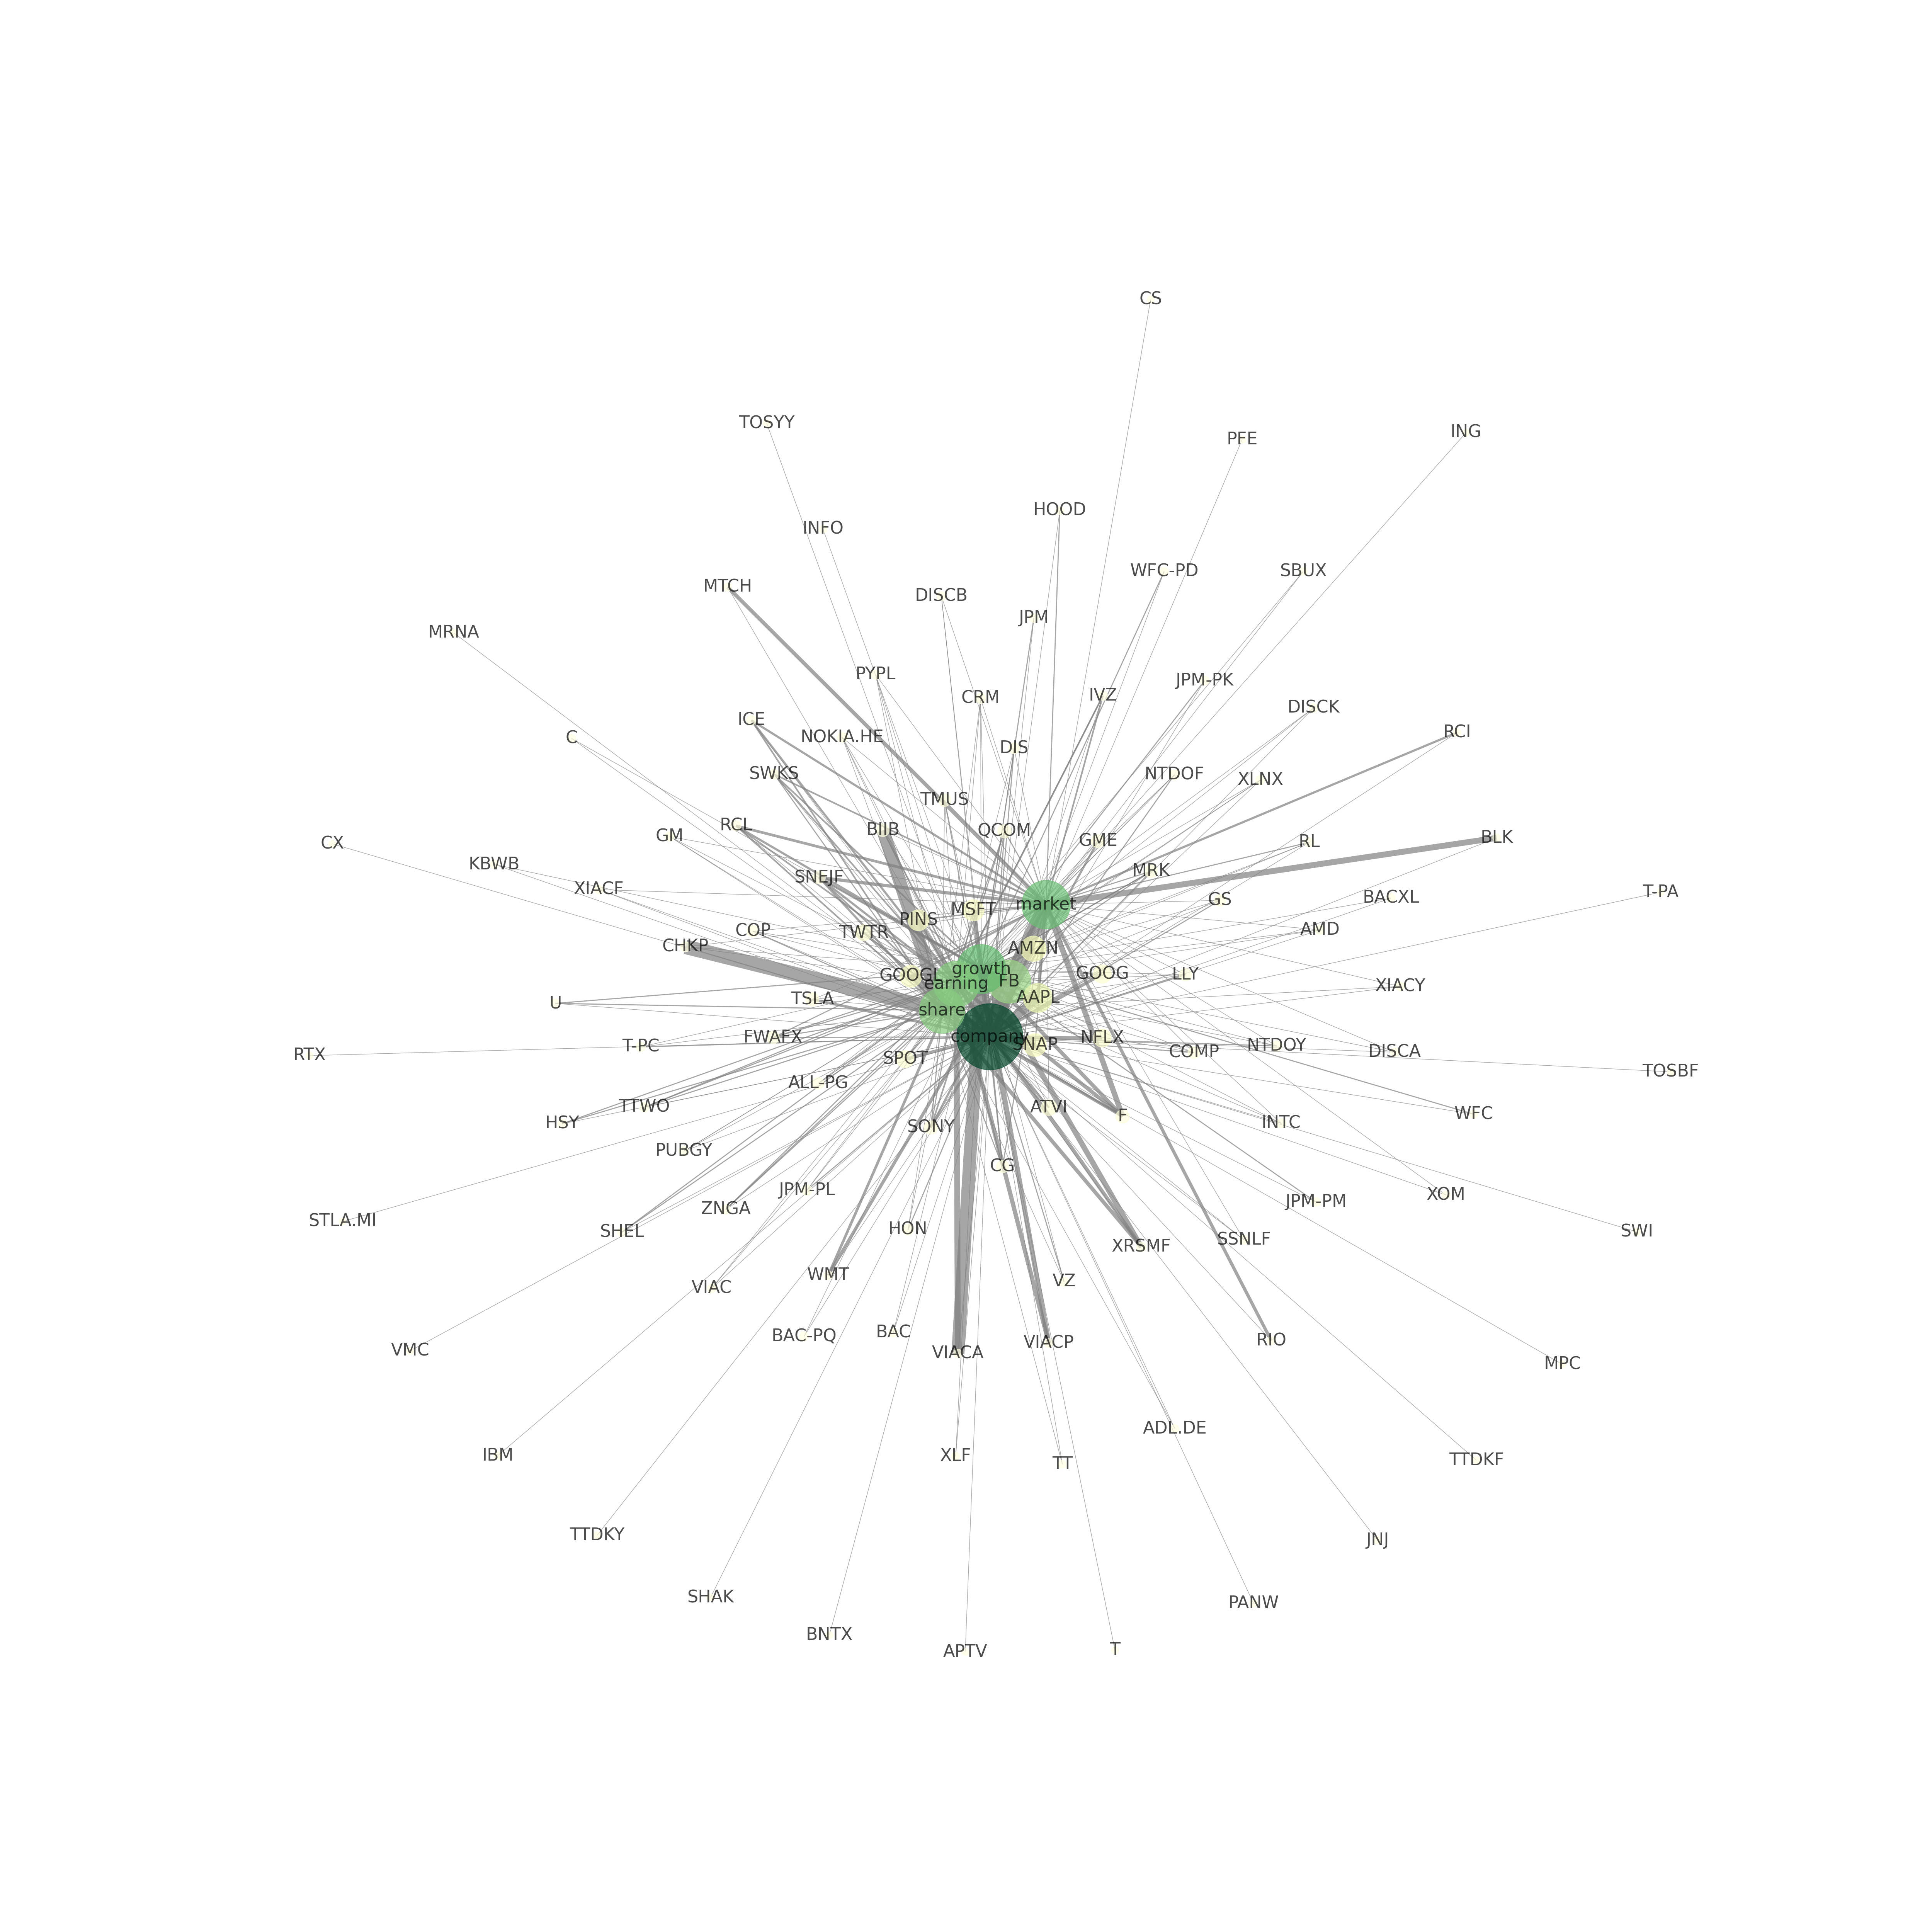 CS
TOSYY
ING
PFE
HOOD
INFO
WFC-PD
SBUX
MTCH
DISCB
JPM
MRNA
PYPL
JPM-PK
IVZ
CRM
DISCK
ICE
RCI
NOKIA.HE
C
DIS
SWKS
NTDOF
XLNX
TMUS
RCL
BIIB
QCOM
GM
BLK
GME
RL
CX
KBWB
MRK
SNEJF
XIACF
T-PA
BACXL
GS
market
MSFT
PINS
COP
TWTR
AMD
CHKP
AMZN
growth
GOOGL
GOOG
LLY
FB
earning
XIACY
AAPL
TSLA
U
share
company
FWAFX
NFLX
SNAP
T-PC
NTDOY
COMP
DISCA
RTX
SPOT
TOSBF
ALL-PG
TTWO
ATVI
WFC
F
HSY
INTC
SONY
PUBGY
CG
JPM-PL
XOM
JPM-PM
ZNGA
STLA.MI
HON
SHEL
SWI
SSNLF
XRSMF
WMT
VZ
VIAC
BAC
BAC-PQ
RIO
VIACP
VMC
VIACA
MPC
ADL.DE
IBM
XLF
TTDKF
TT
TTDKY
JNJ
SHAK
PANW
BNTX
T
APTV